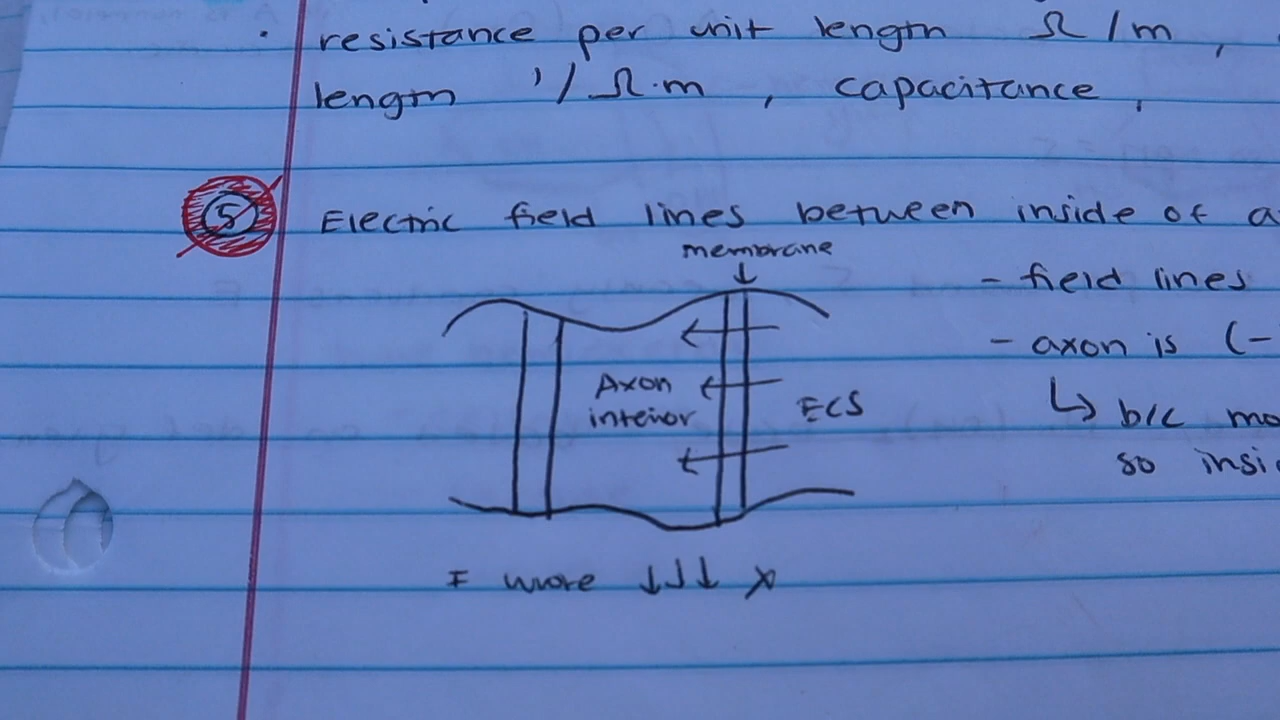 resistance per unit length Ω/m,
length 1/Ω·m, capacitance,
5 Electric field lines between inside of a
membrane
- field lines
- axon is (-
Axon interior
ECS
↳ b/c mo
so insi
I wrote ↓↓↓ X